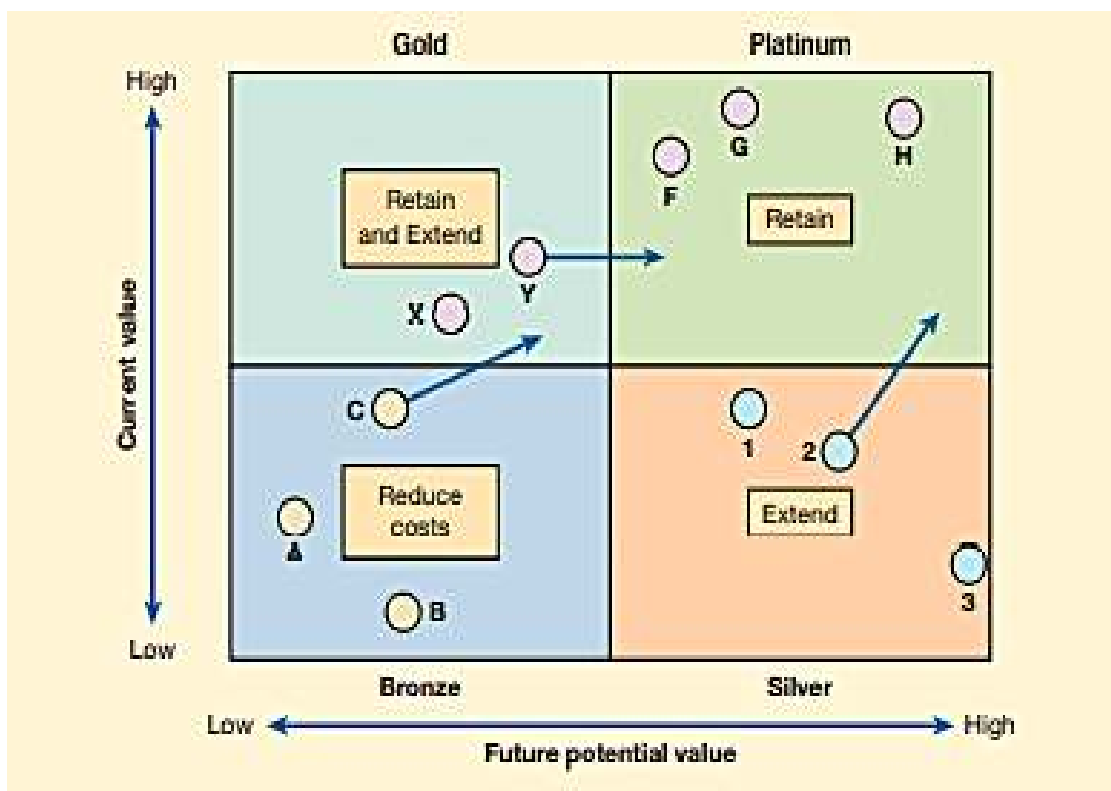 Gold
Platinum
High
G
H
F
Retain
and Extend
Retain
Y
X
Current value
C
1
2
Reduce
costs
Extend
A
3
B
Low
Bronze
Silver
Low
High
Future potential value